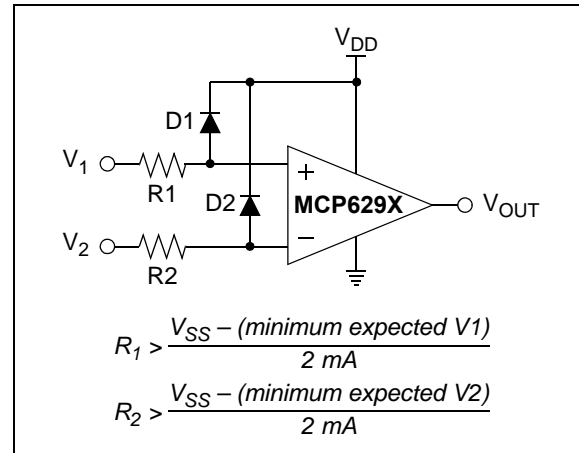 V_DD
D1
V_1
R1
+
MCP629X
V_OUT
D2
V_2
−
R2
R_1 > V_SS – (minimum expected V1) / 2 mA
R_2 > V_SS – (minimum expected V2) / 2 mA